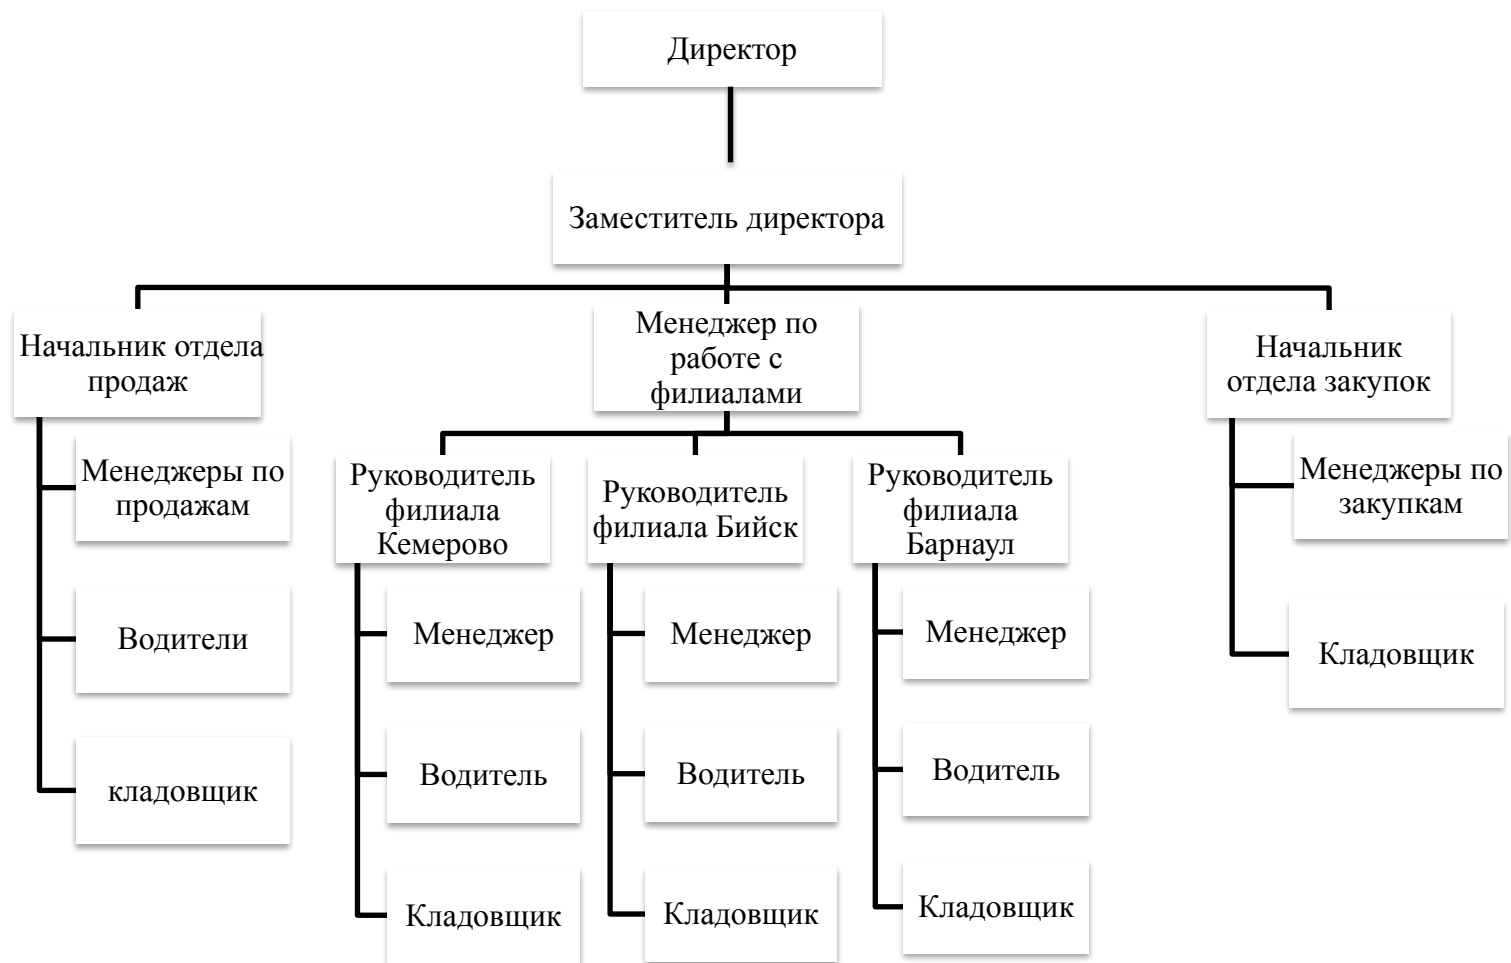 Директор
Заместитель директора
Начальник отдела
продаж
Менеджер по
работе с
филиалами
Начальник
отдела закупок
Менеджеры по
продажам
Водители
кладовщик
Руководитель
филиала
Кемерово
Менеджер
Водитель
Кладовщик
Руководитель
филиала Бийск
Менеджер
Водитель
Кладовщик
Руководитель
филиала
Барнаул
Менеджер
Водитель
Кладовщик
Менеджеры по
закупкам
Кладовщик